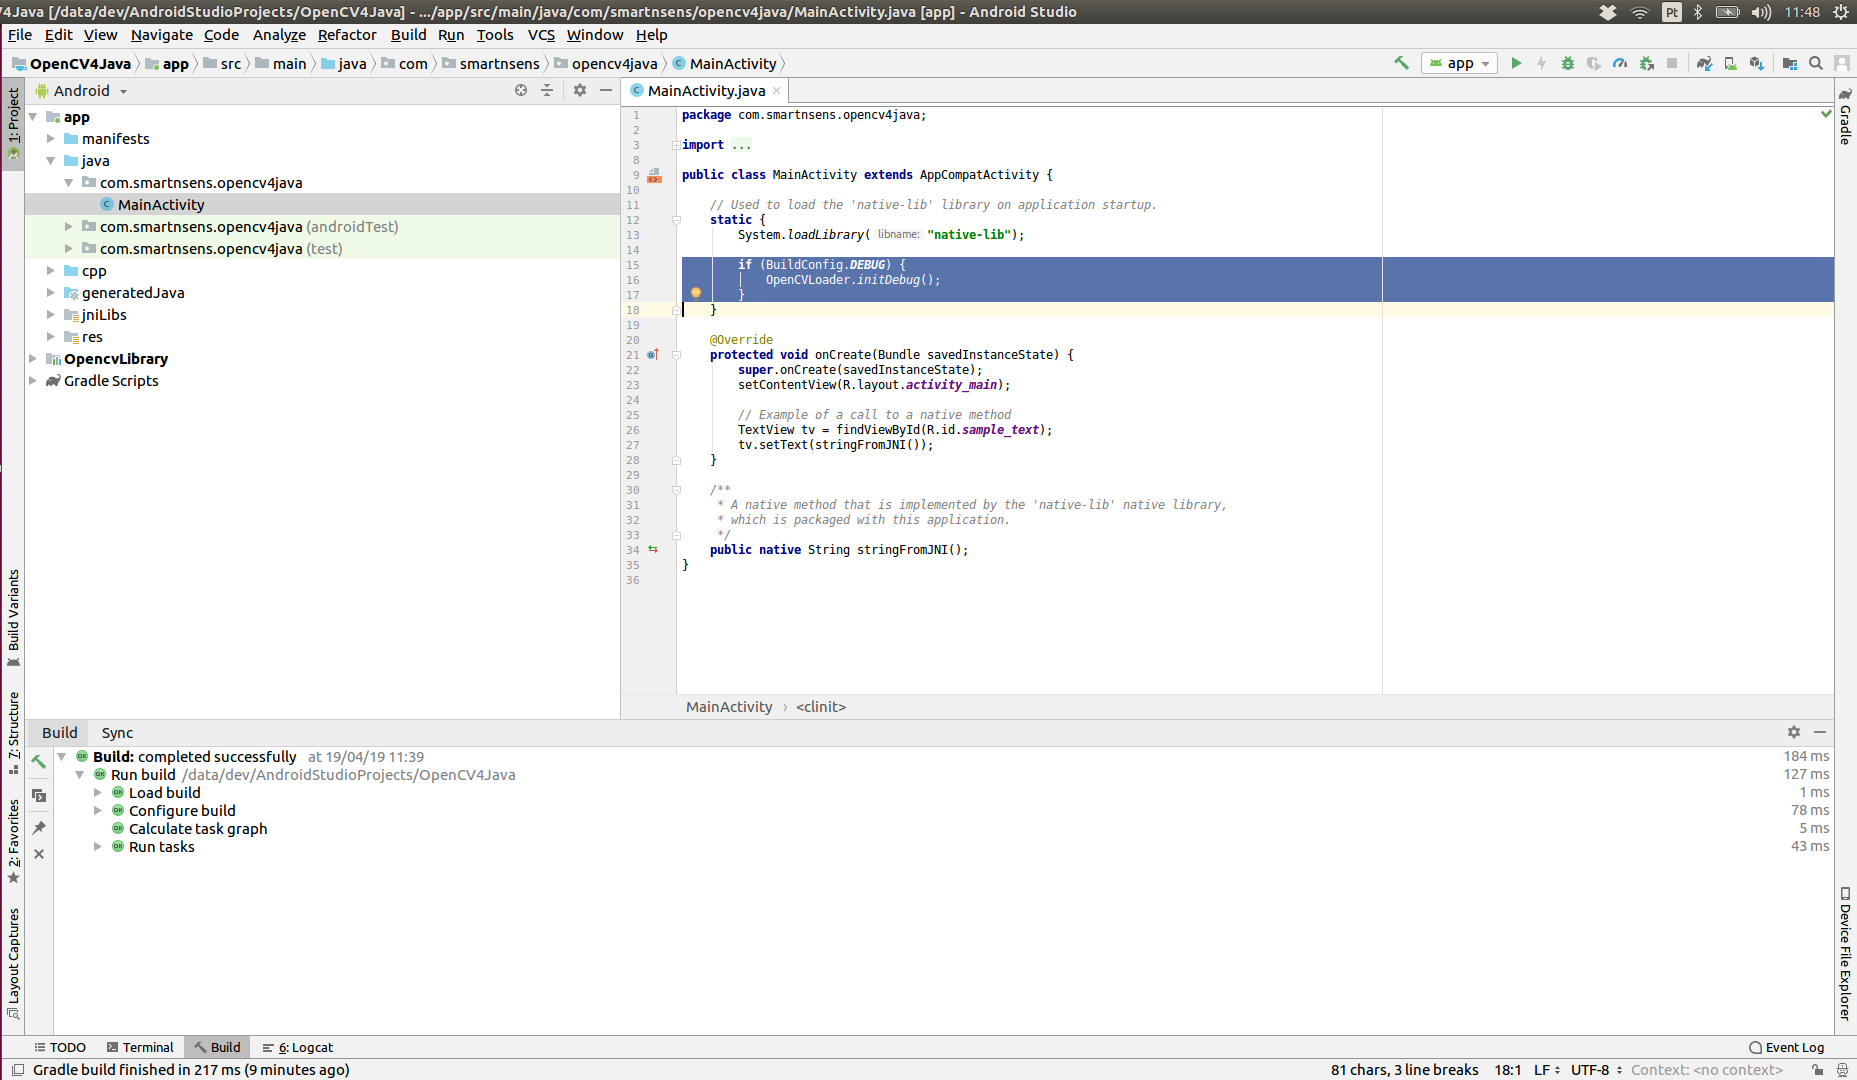 /4Java [/data/dev/AndroidStudioProjects/OpenCV4Java] - .../app/src/main/java/com/smartnsens/opencv4java/MainActivity.java [app] - Android Studio
Pt 11:48
File Edit View Navigate Code Analyze Refactor Build Run Tools VCS Window Help
OpenCV4Java app src main java com smartnsens opencv4java MainActivity
app
Android
MainActivity.java
app
manifests
java
com.smartnsens.opencv4java
MainActivity
com.smartnsens.opencv4java (androidTest)
com.smartnsens.opencv4java (test)
cpp
generatedJava
jniLibs
res
OpencvLibrary
Gradle Scripts
1 package com.smartnsens.opencv4java;
2
3 import ...
8
9 public class MainActivity extends AppCompatActivity {
10
11 // Used to load the 'native-lib' library on application startup.
12 static {
13 System.loadLibrary( libname: "native-lib");
14
15 if (BuildConfig.DEBUG) {
16 OpenCVLoader.initDebug();
17 }
18 }
19
20 @Override
21 protected void onCreate(Bundle savedInstanceState) {
22 super.onCreate(savedInstanceState);
23 setContentView(R.layout.activity_main);
24
25 // Example of a call to a native method
26 TextView tv = findViewById(R.id.sample_text);
27 tv.setText(stringFromJNI());
28 }
29
30 /**
31 * A native method that is implemented by the 'native-lib' native library,
32 * which is packaged with this application.
33 */
34 public native String stringFromJNI();
35 }
36
MainActivity › <clinit>
1: Project
Build Variants
7: Structure
2: Favorites
Layout Captures
Gradle
Device File Explorer
Build Sync
Build: completed successfully at 19/04/19 11:39 184 ms
Run build /data/dev/AndroidStudioProjects/OpenCV4Java 127 ms
Load build 1 ms
Configure build 78 ms
Calculate task graph 5 ms
Run tasks 43 ms
TODO Terminal Build 6: Logcat Event Log
Gradle build finished in 217 ms (9 minutes ago) 81 chars, 3 line breaks 18:1 LF UTF-8 Context: <no context>